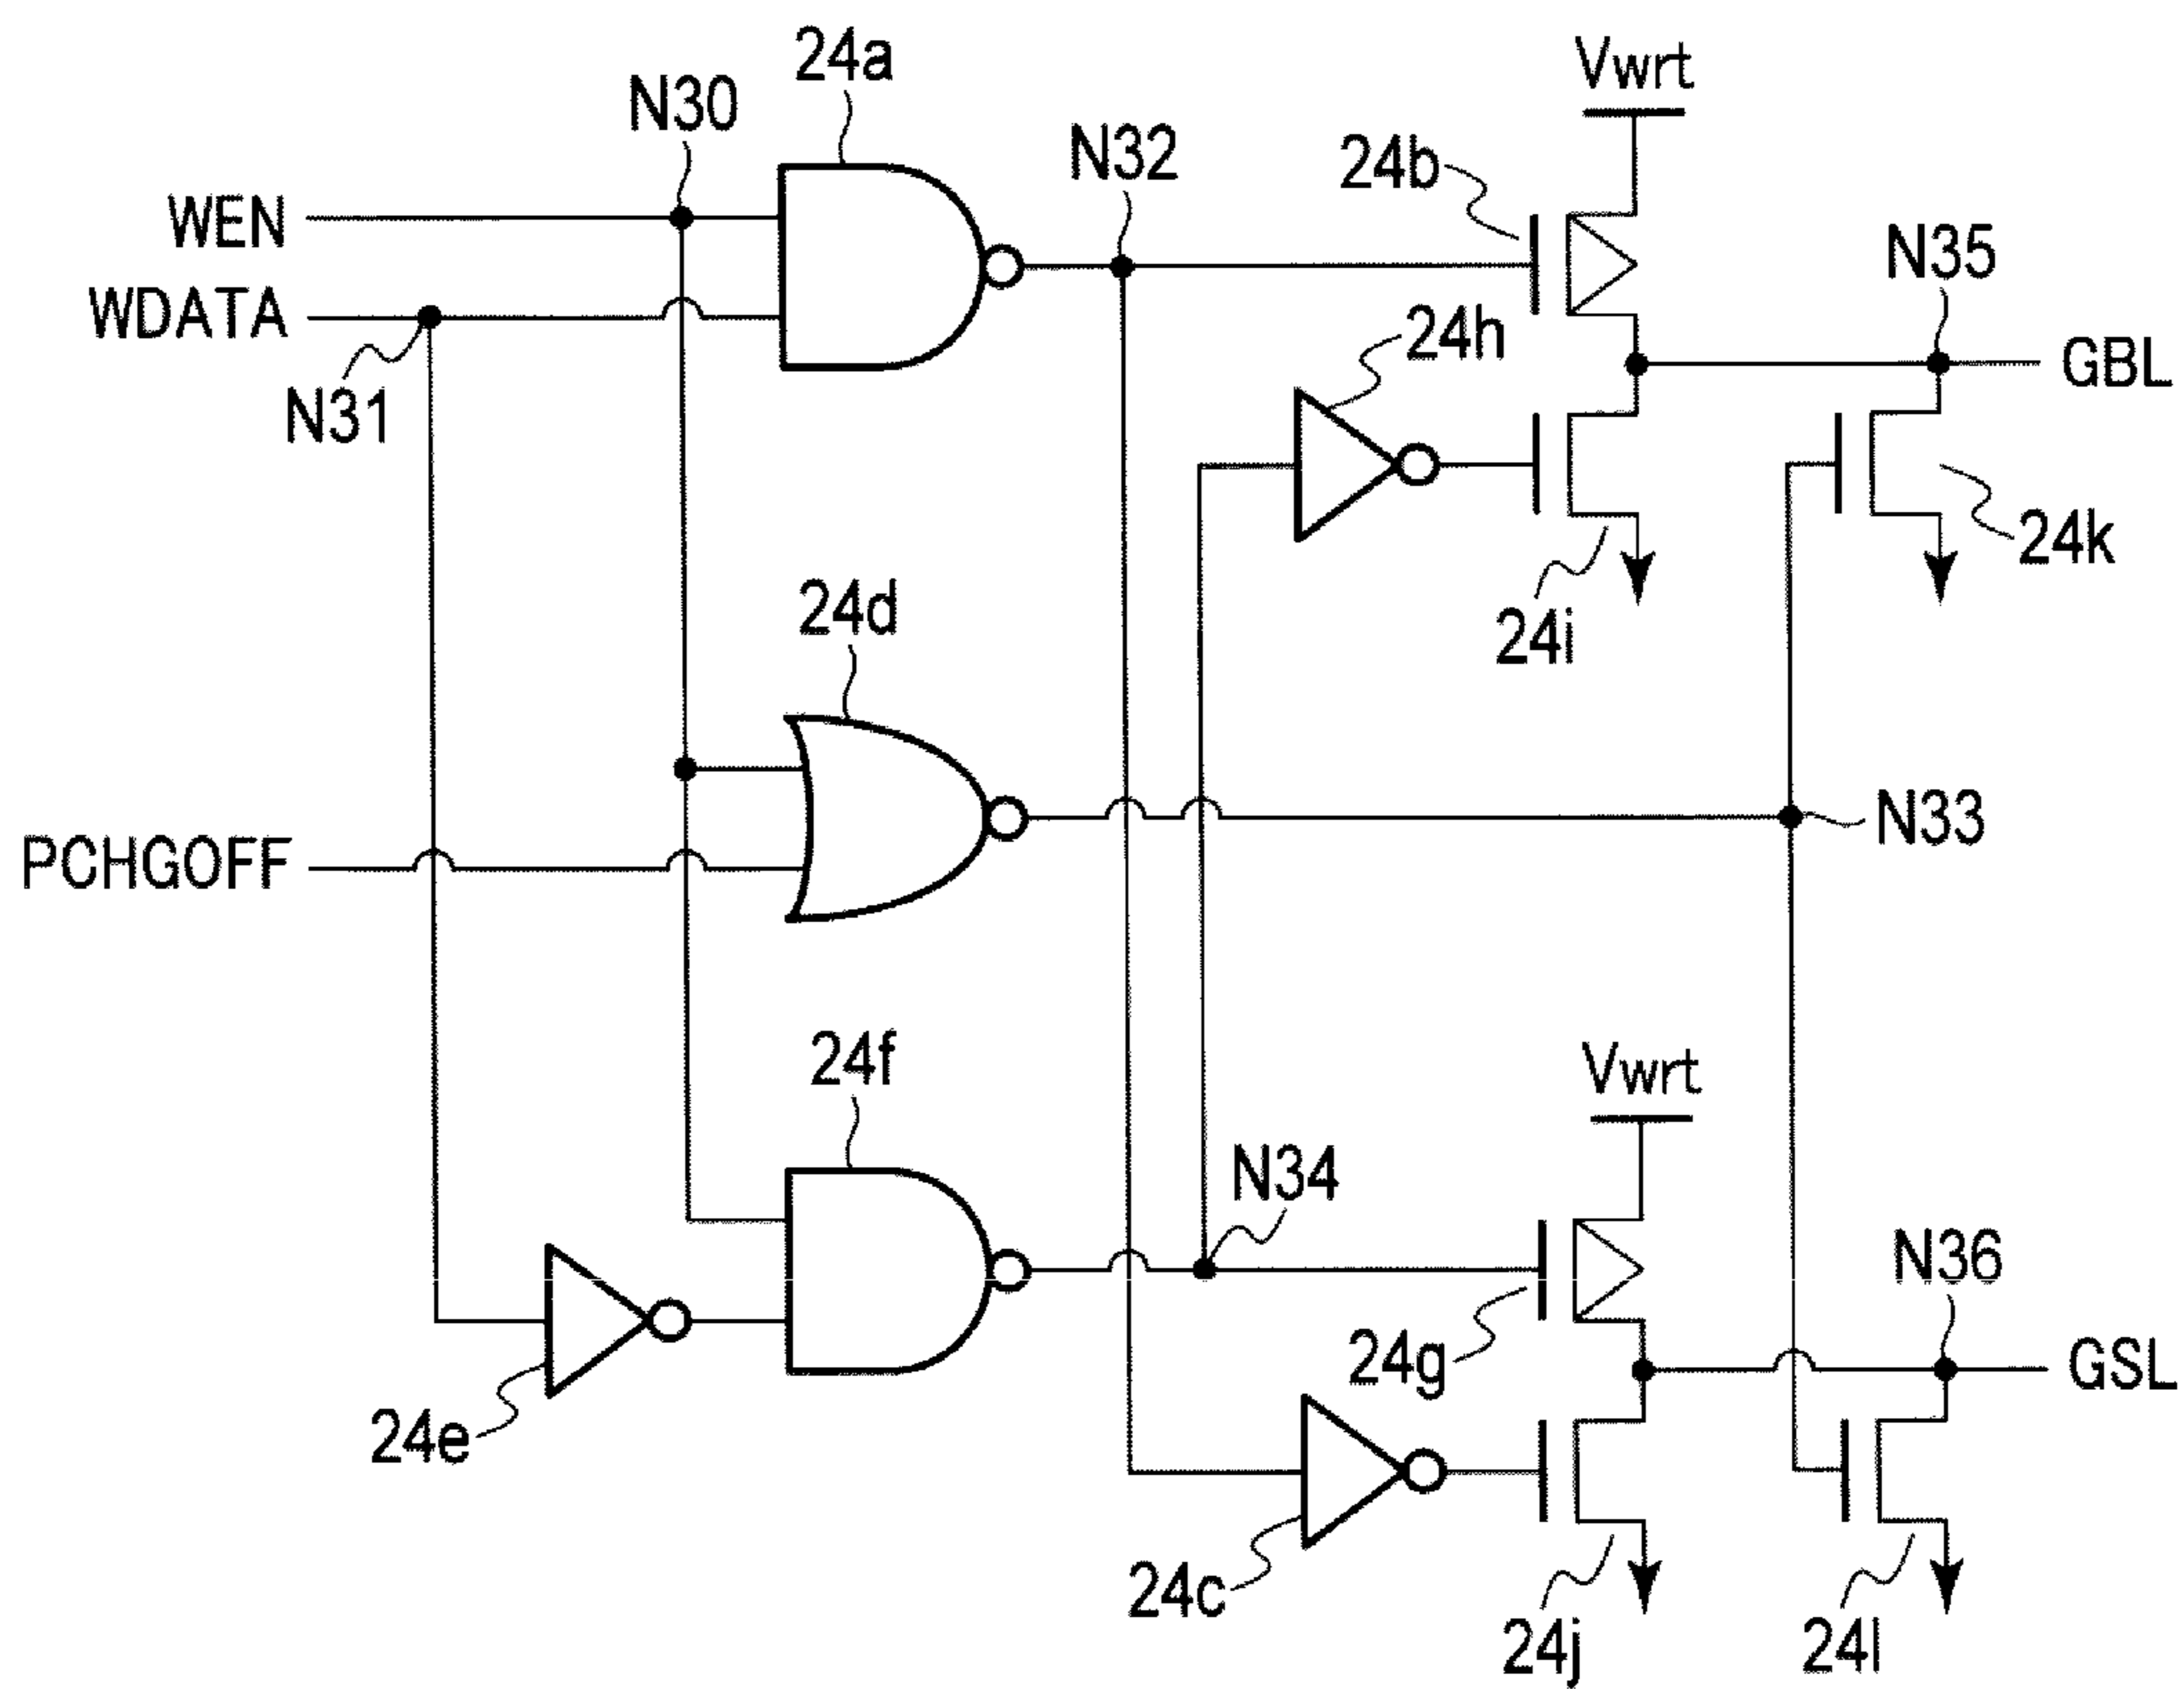 24a
Vwrt
N30
N32
24b
WEN
N35
WDATA
24h
GBL
N31
24k
24d
24i
PCHGOFF
N33
24f
Vwrt
N34
N36
24g
GSL
24e
24c
24j
24l